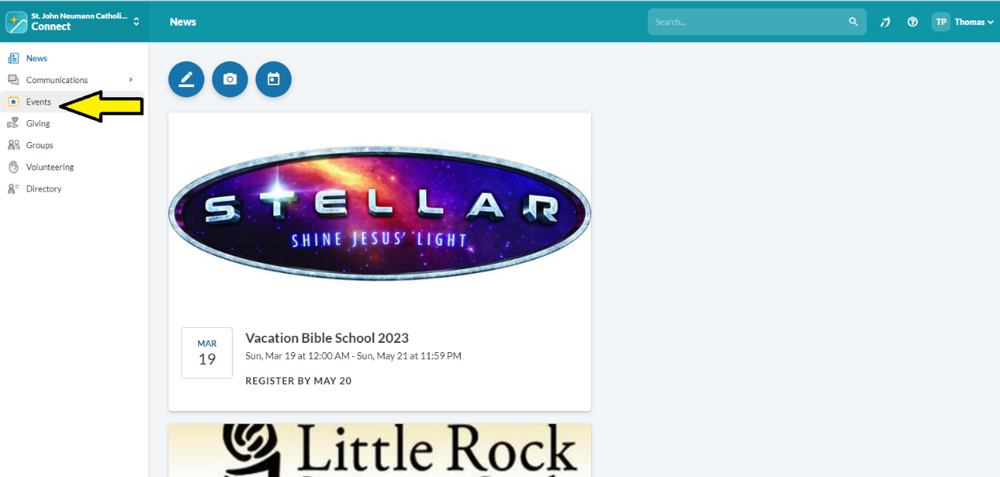 St. John Neumann Catholi...
Connect
News
Search...
TP
Thomas
News
Communications
Events
Giving
Groups
Volunteering
Directory
STELLAR
SHINE JESUS' LIGHT
MAR
19
Vacation Bible School 2023
Sun, Mar 19 at 12:00 AM - Sun, May 21 at 11:59 PM
REGISTER BY MAY 20
Little Rock